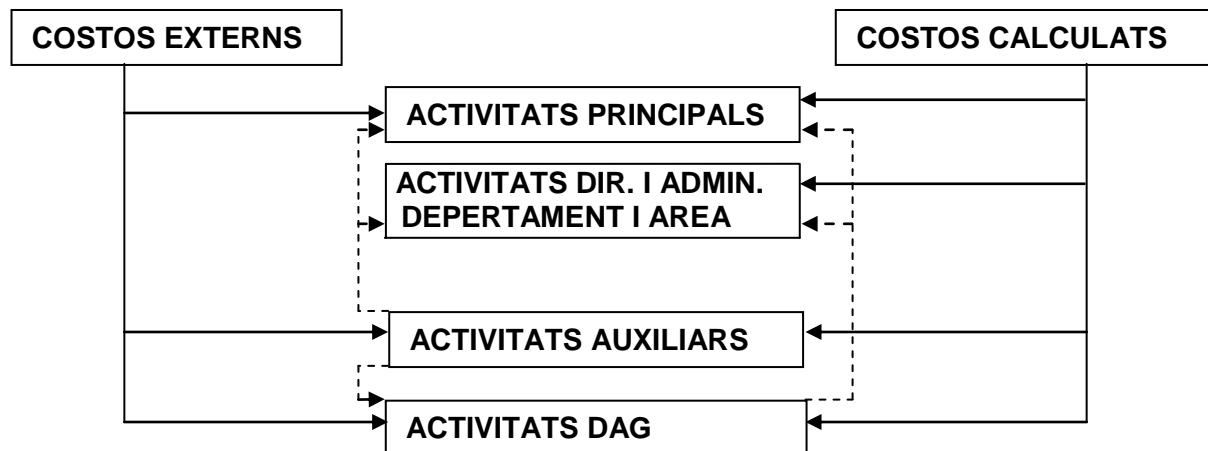 COSTOS EXTERNS
COSTOS CALCULATS
ACTIVITATS PRINCIPALS
ACTIVITATS DIR. I ADMIN.
DEPERTAMENT I AREA
ACTIVITATS AUXILIARS
ACTIVITATS DAG